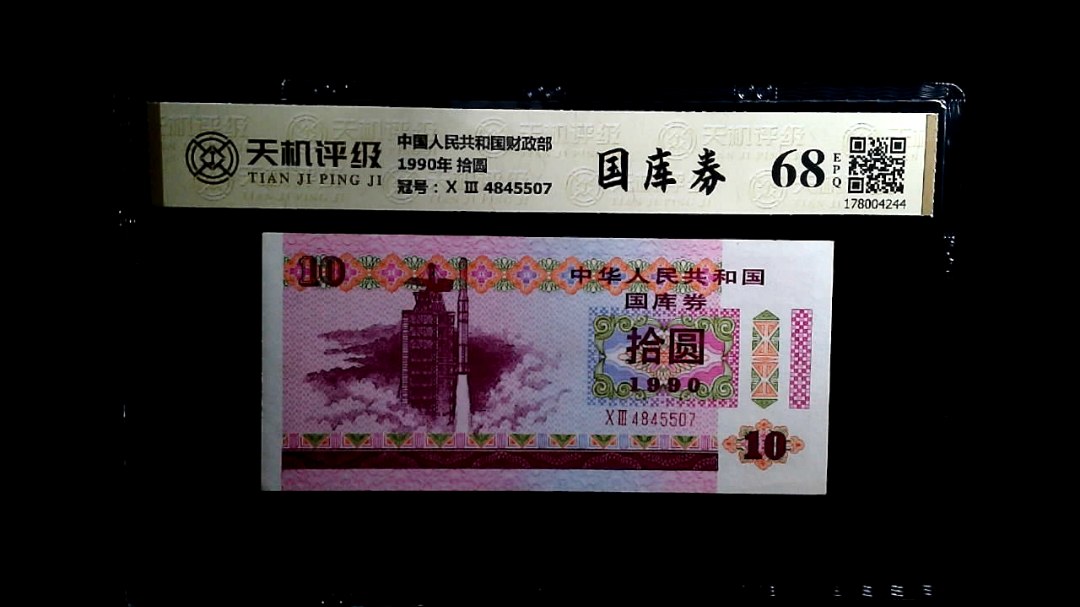 天机评级
TIAN JI PING JI
中国人民共和国财政部
1990年 拾圆
冠号：X Ⅲ 4845507
国库券
68
EPQ
178004244
10
中华人民共和国
国库券
拾圆
1990
XⅢ 4845507
10